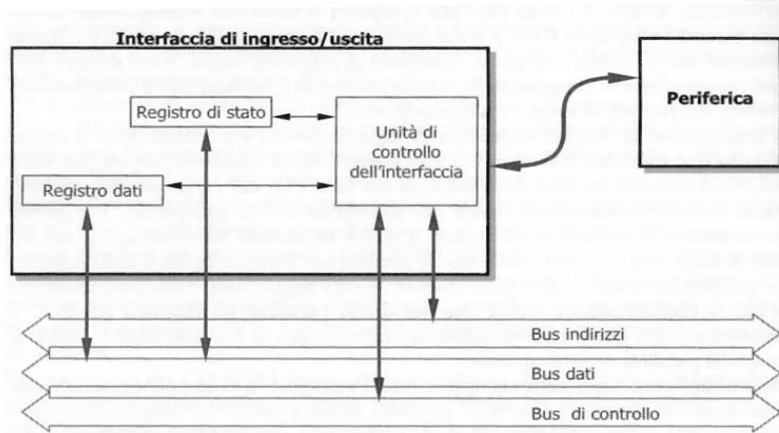 Interfaccia di ingresso/uscita
Periferica
Registro di stato
Unità di
controllo
dell'interfaccia
Registro dati
Bus indirizzi
Bus dati
Bus di controllo